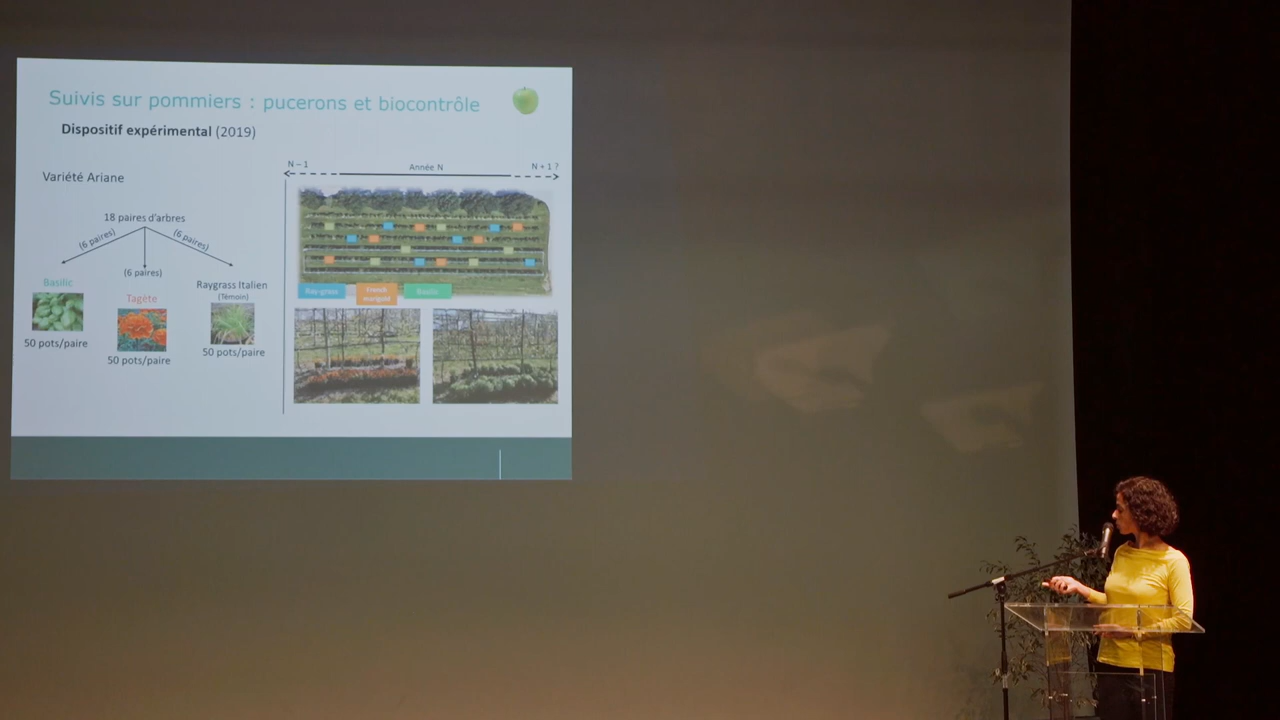 Suivis sur pommiers : pucerons et biocontrôle
Dispositif expérimental (2019)
Variété Ariane
18 paires d'arbres
(6 paires)
(6 paires)
(6 paires)
Basilic
50 pots/paire
Tagète
50 pots/paire
Raygrass Italien
(Témoin)
50 pots/paire
N – 1
Année N
N + 1 ?
Ray-grass
French
marigold
Basilic